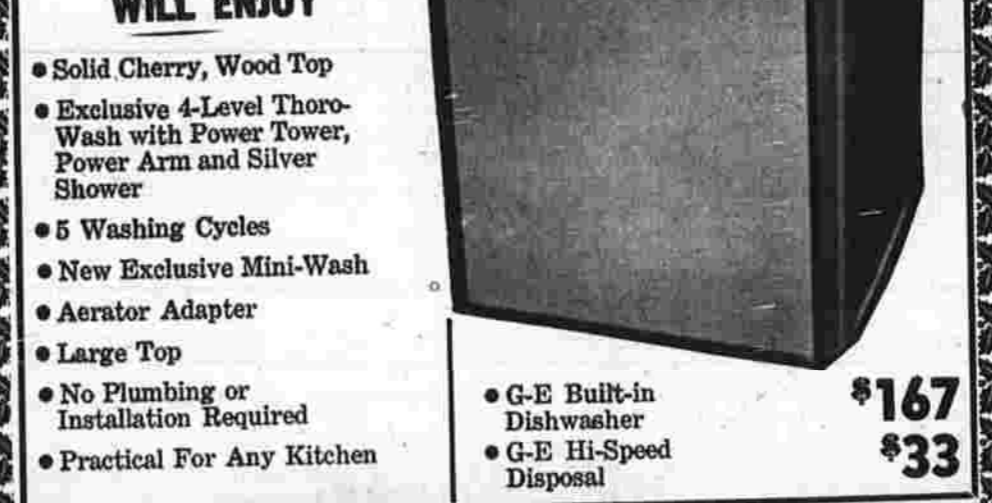 WILL ENJOY
• Solid Cherry, Wood Top
• Exclusive 4-Level Thoro-
Wash with Power Tower,
Power Arm and Silver
Shower
• 5 Washing Cycles
• New Exclusive Mini-Wash
• Aerator Adapter
• Large Top
• No Plumbing or
Installation Required
• Practical For Any Kitchen
• G-E Built-in
Dishwasher $167
• G-E Hi-Speed
Disposal $33